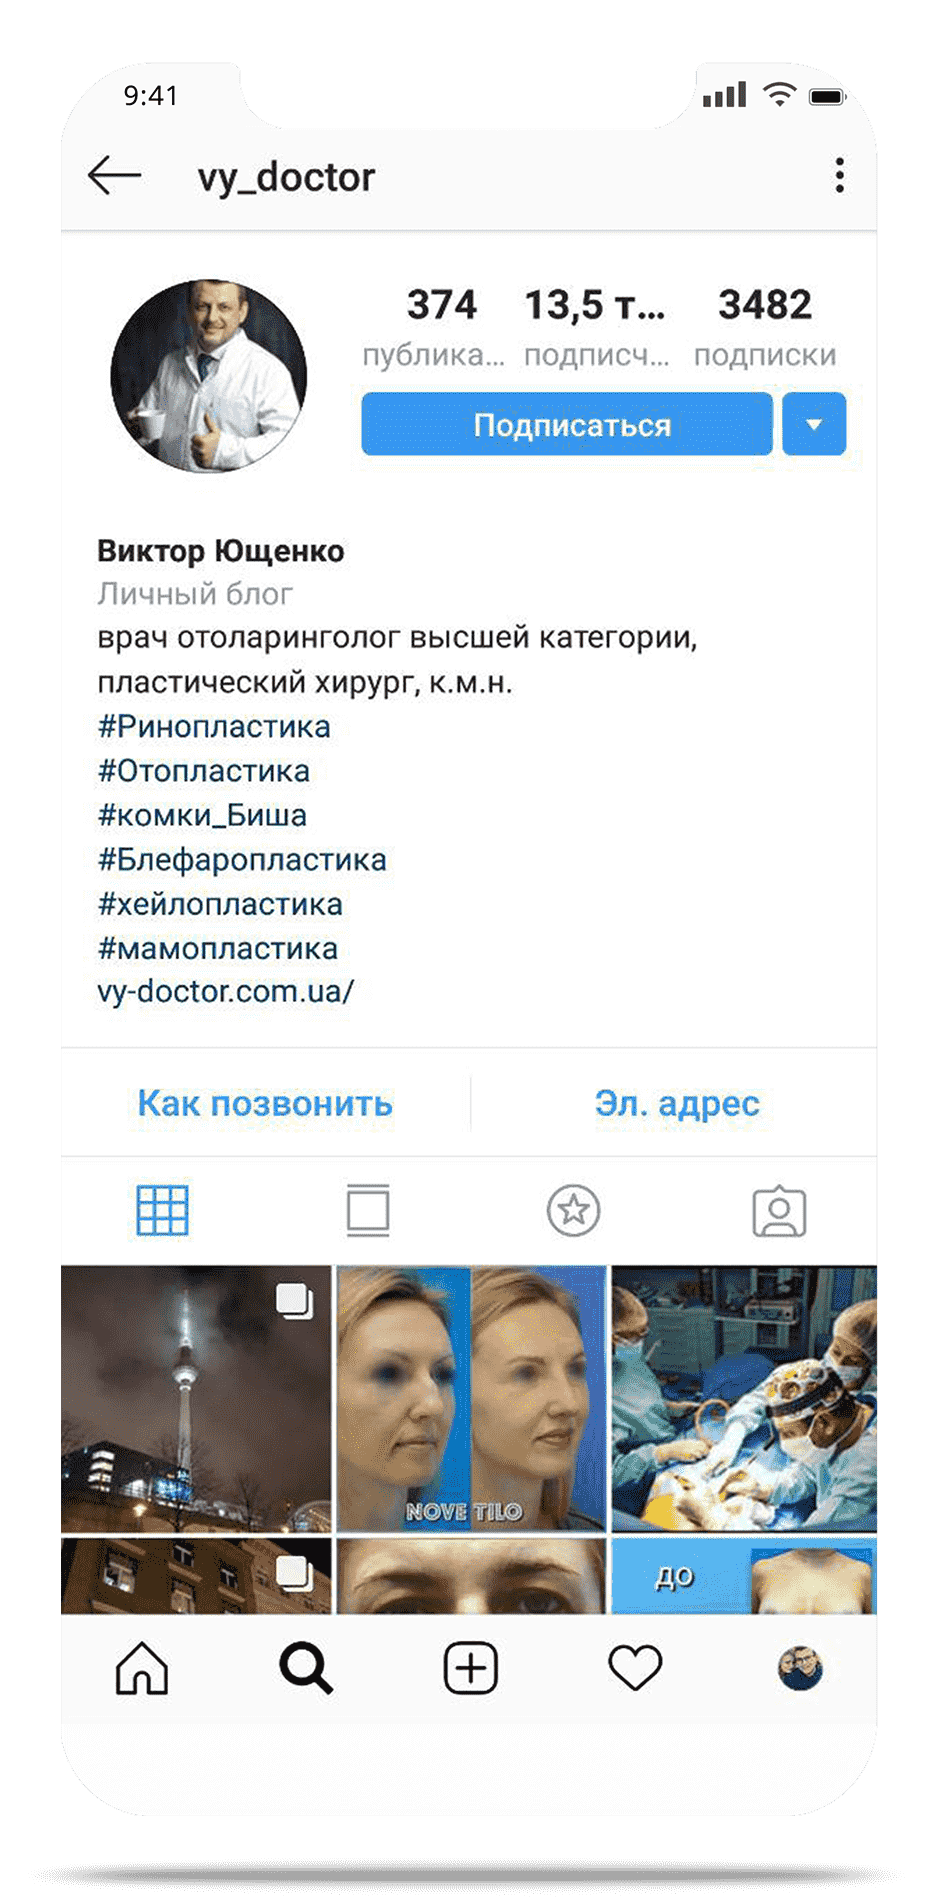 9:41
vy_doctor
374 13,5 т... 3482
публика... подписч... подписки
Подписаться
Виктор Ющенко
Личный блог
врач отоларинголог высшей категории,
пластический хирург, к.м.н.
#Ринопластика
#Отопластика
#комки_Биша
#Блефаропластика
#хейлопластика
#мамопластика
vy-doctor.com.ua/
Как позвонить Эл. адрес
NOVE TILO
ДО